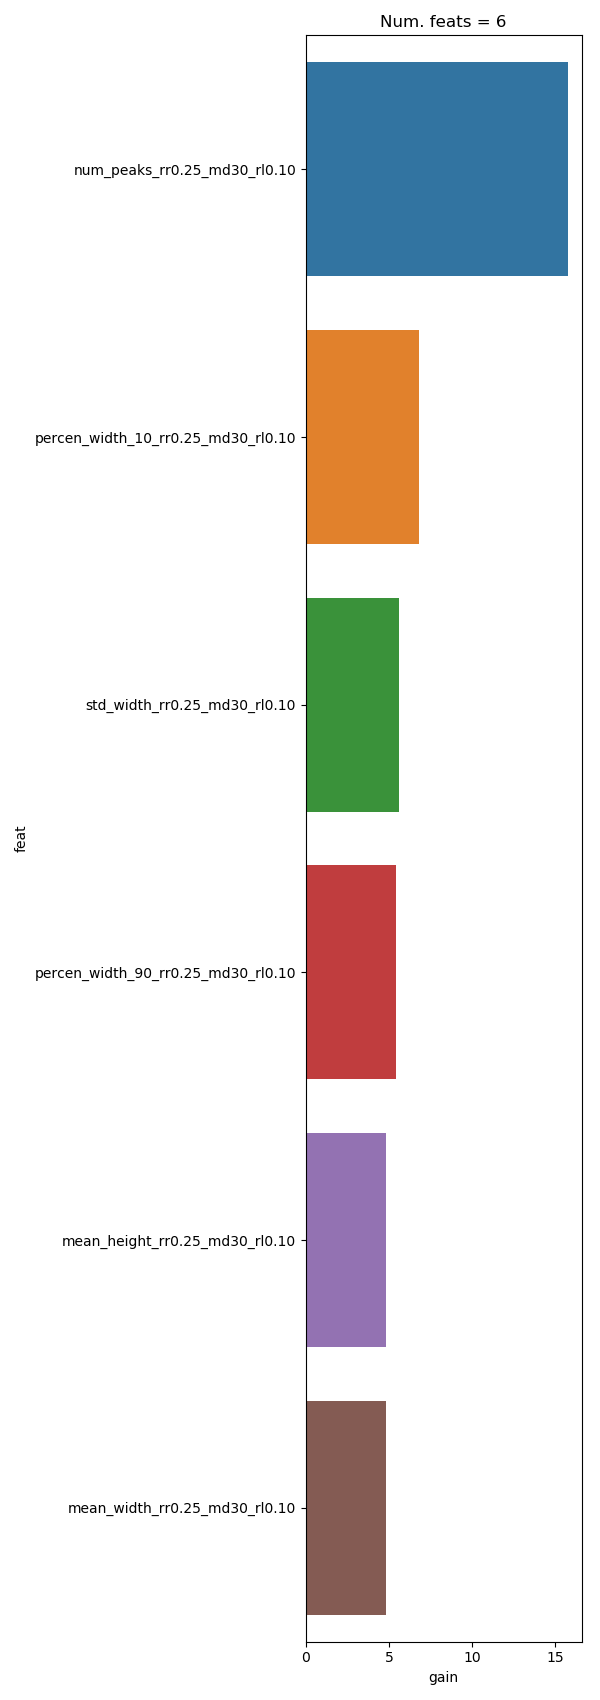 Num. feats = 6
num_peaks_rr0.25_md30_rl0.10
percen_width_10_rr0.25_md30_rl0.10
std_width_rr0.25_md30_rl0.10
feat
percen_width_90_rr0.25_md30_rl0.10
mean_height_rr0.25_md30_rl0.10
mean_width_rr0.25_md30_rl0.10
0 5 10 15
gain